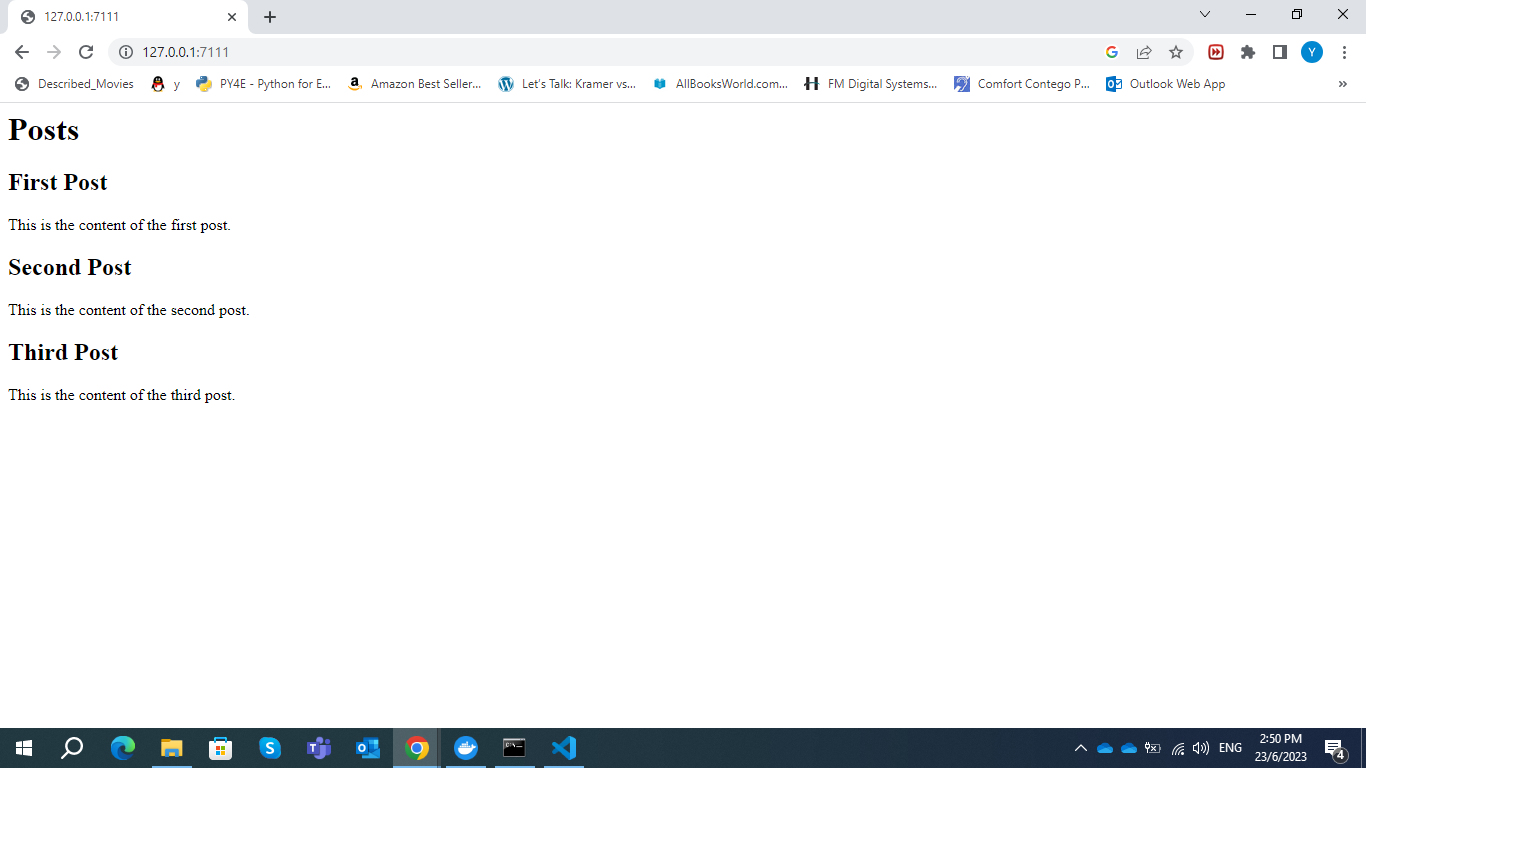 127.0.0.1:7111
127.0.0.1:7111
Described_Movies y PY4E - Python for E... Amazon Best Seller... Let's Talk: Kramer vs... AllBooksWorld.com... FM Digital Systems... Comfort Contego P... Outlook Web App »
Posts
First Post
This is the content of the first post.
Second Post
This is the content of the second post.
Third Post
This is the content of the third post.
ENG
2:50 PM
23/6/2023
4